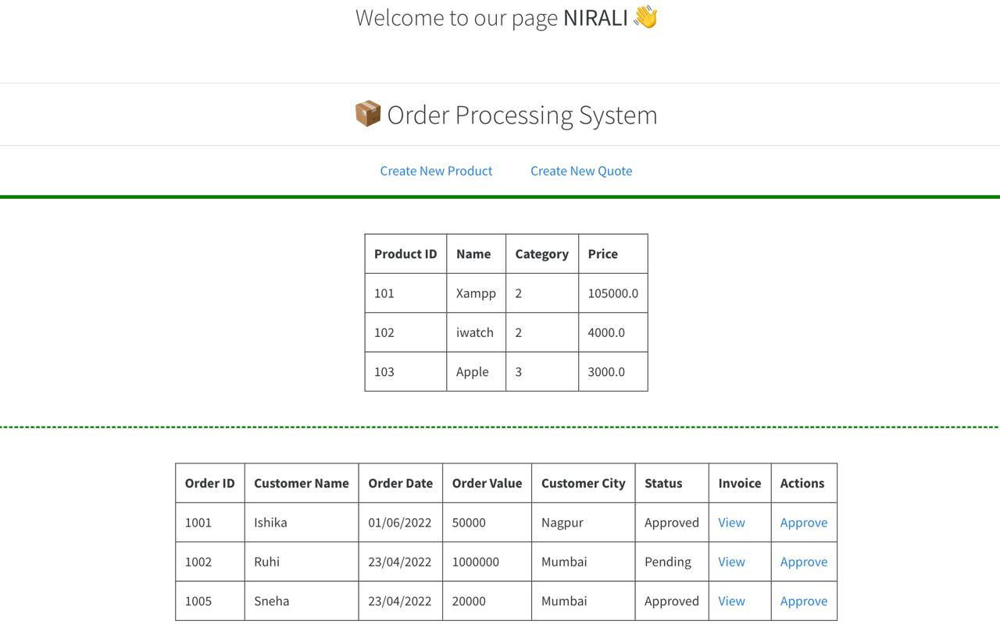 Welcome to our page NIRALI 👋
📦 Order Processing System
Create New Product Create New Quote
Product ID Name Category Price
101 Xampp 2 105000.0
102 iwatch 2 4000.0
103 Apple 3 3000.0
Order ID Customer Name Order Date Order Value Customer City Status Invoice Actions
1001 Ishika 01/06/2022 50000 Nagpur Approved View Approve
1002 Ruhi 23/04/2022 1000000 Mumbai Pending View Approve
1005 Sneha 23/04/2022 20000 Mumbai Approved View Approve